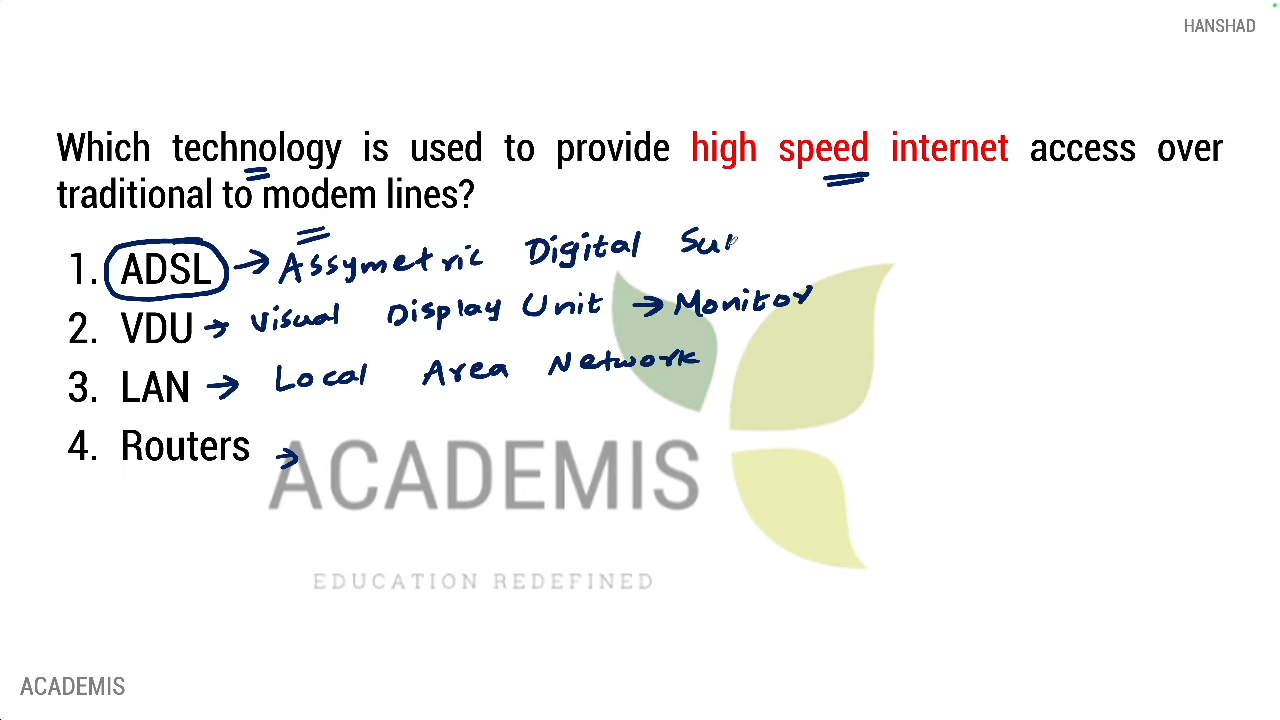 HANSHAD
Which technology is used to provide high speed internet access over
traditional to modem lines?
1. ADSL → Assymetric Digital Sub
2. VDU → Visual Display Unit → Monitor
3. LAN → Local Area Network
4. Routers →
ACADEMIS
EDUCATION REDEFINED
ACADEMIS